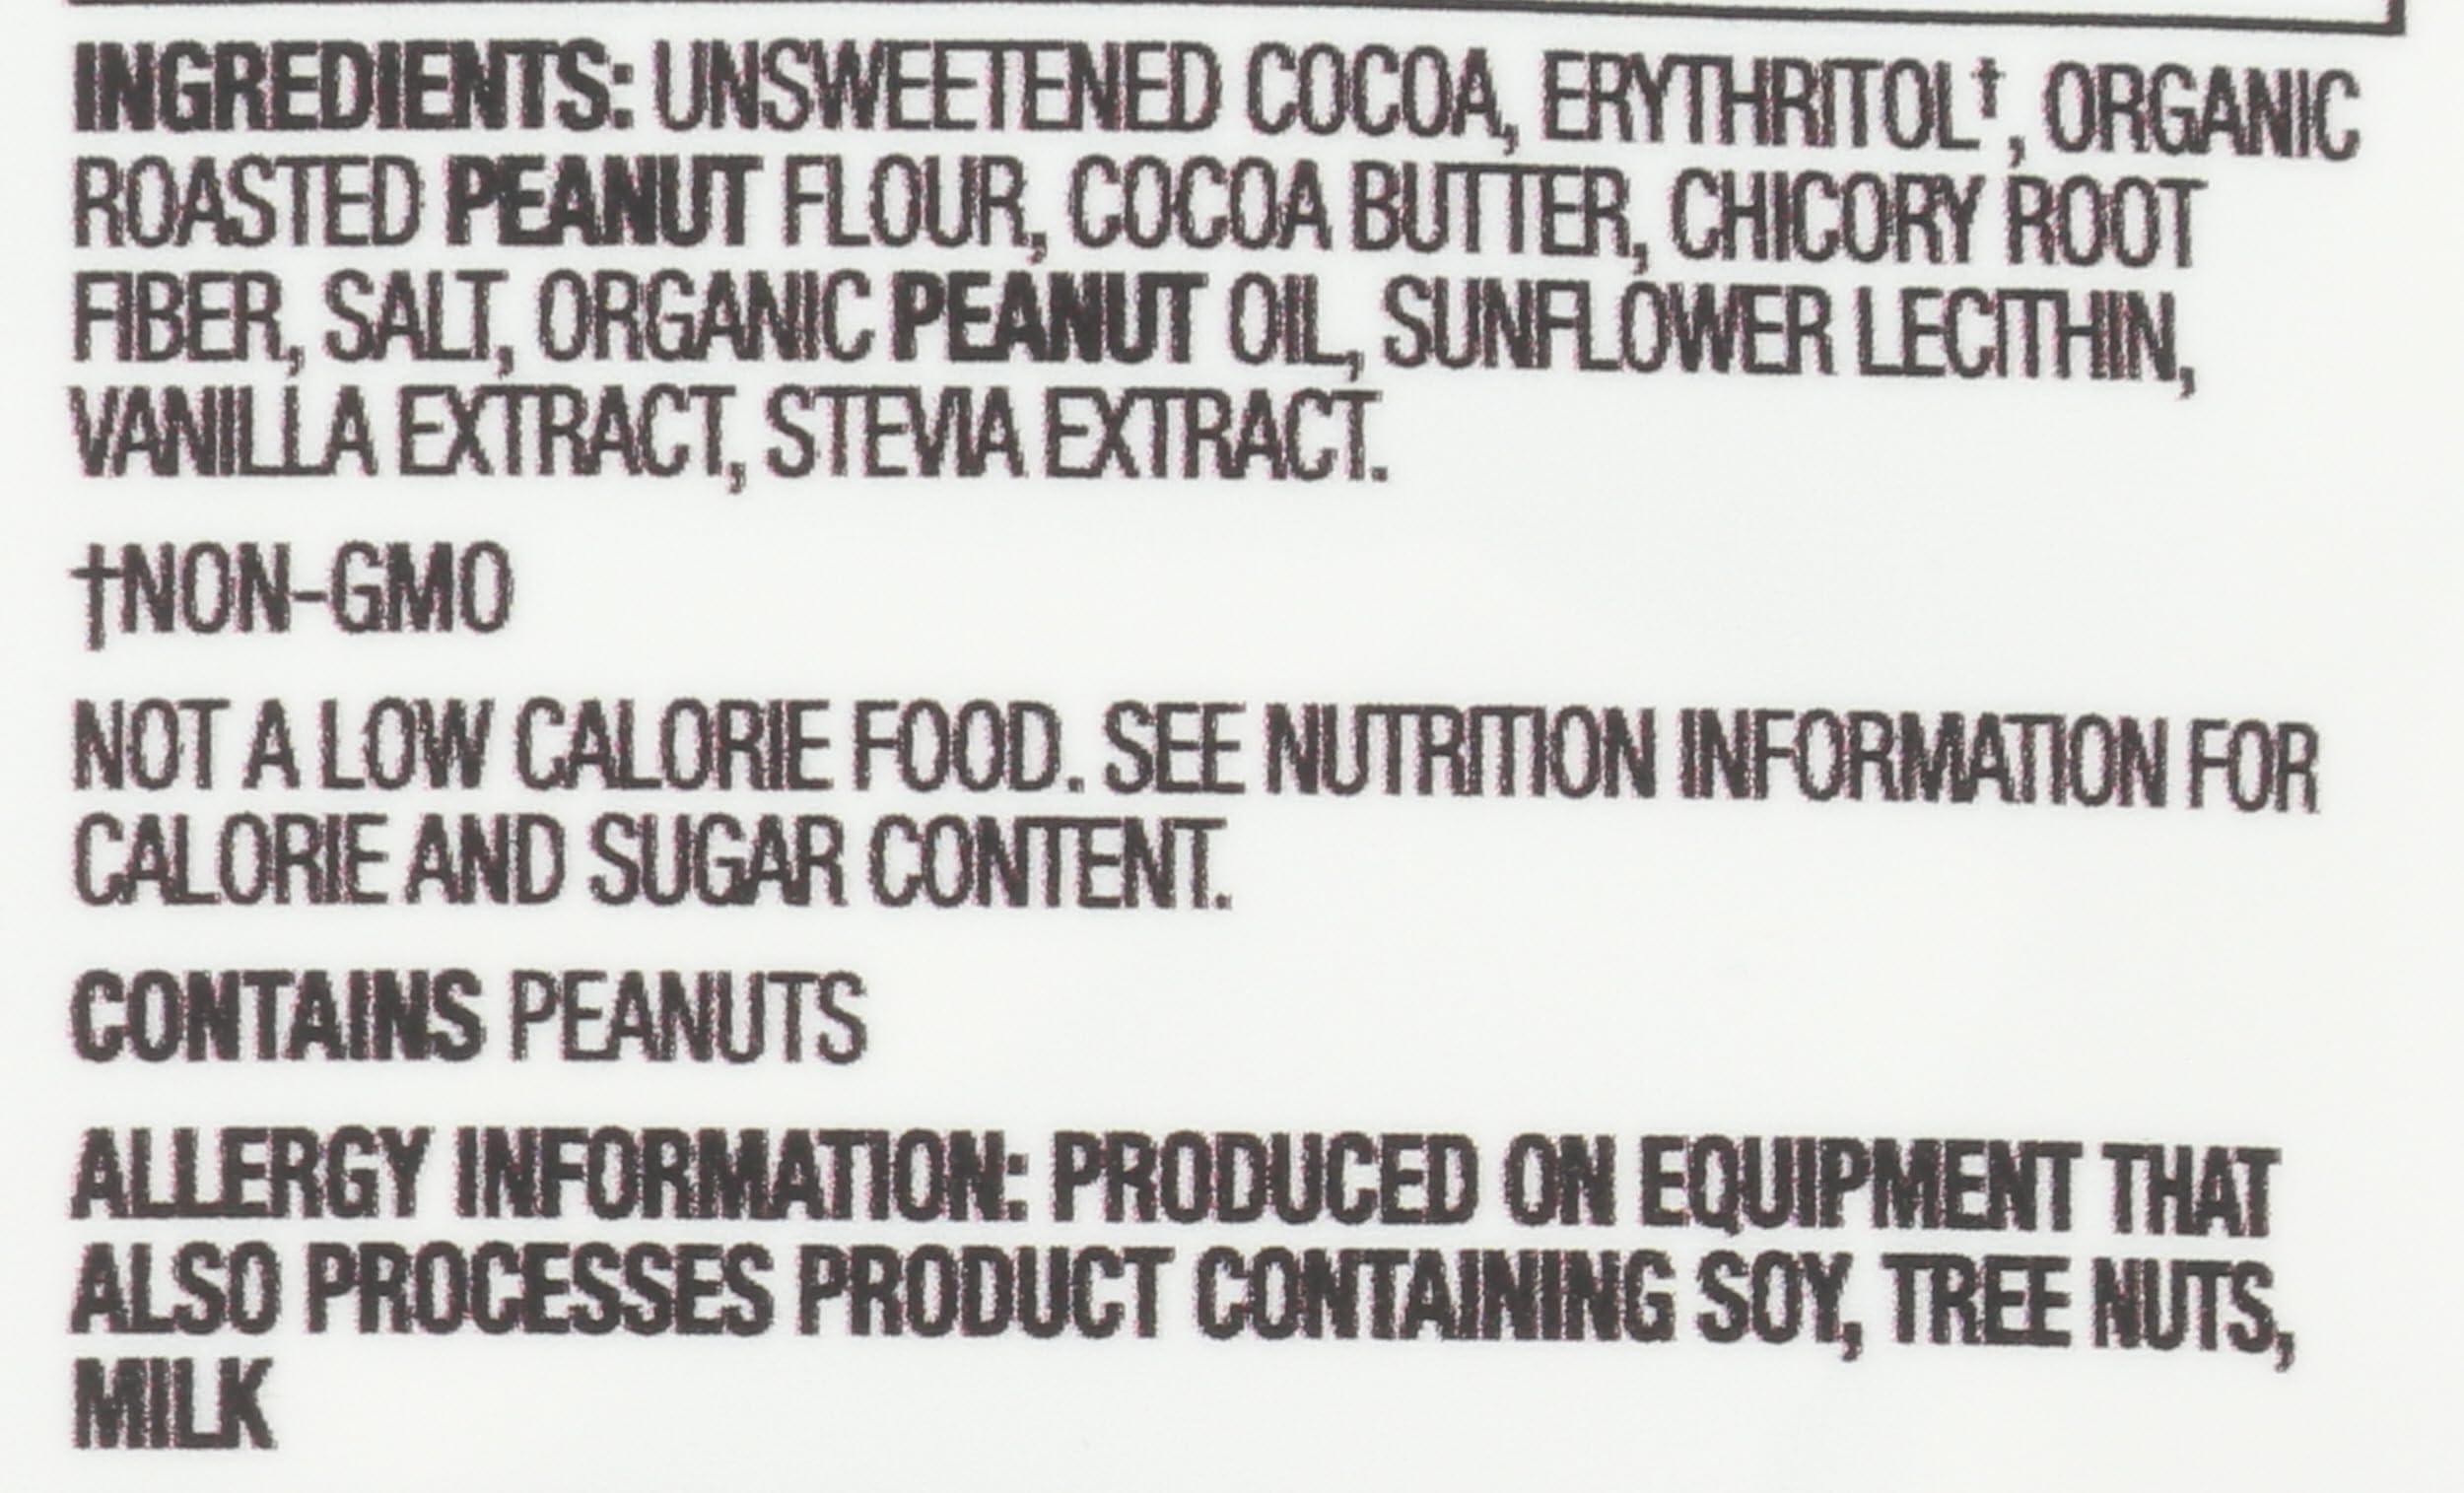 INGREDIENTS: UNSWEETENED COCOA, ERYTHRITOL†, ORGANIC
ROASTED PEANUT FLOUR, COCOA BUTTER, CHICORY ROOT
FIBER, SALT, ORGANIC PEANUT OIL, SUNFLOWER LECITHIN,
VANILLA EXTRACT, STEVIA EXTRACT.
†NON-GMO
NOT A LOW CALORIE FOOD. SEE NUTRITION INFORMATION FOR
CALORIE AND SUGAR CONTENT.
CONTAINS PEANUTS
ALLERGY INFORMATION: PRODUCED ON EQUIPMENT THAT
ALSO PROCESSES PRODUCT CONTAINING SOY, TREE NUTS,
MILK